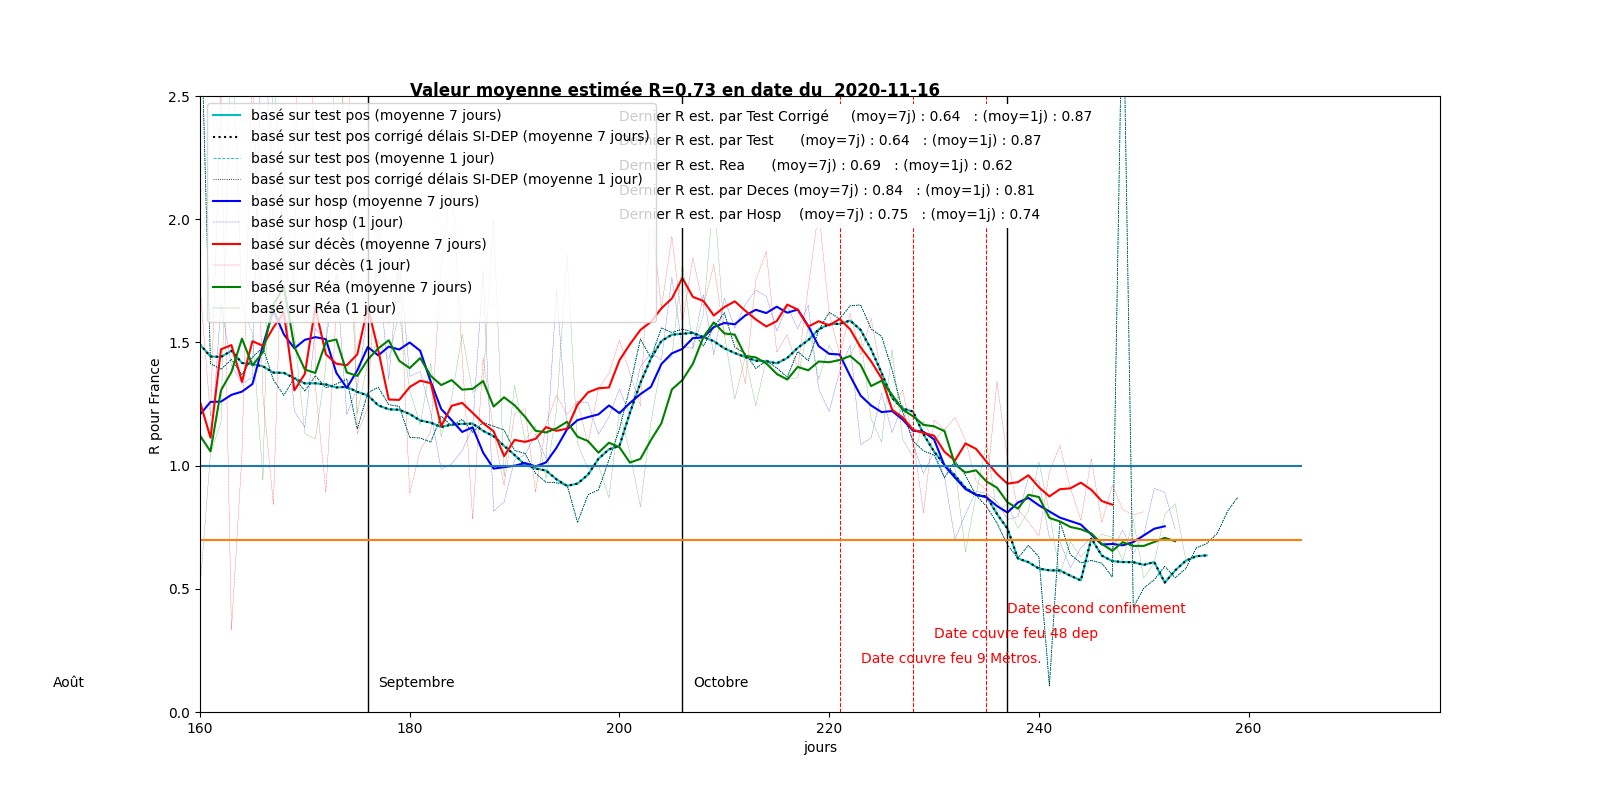 Valeur moyenne estimée R=0.73 en date du  2020-11-16
2.5
2.0
1.5
1.0
0.5
0.0
R pour France
basé sur test pos (moyenne 7 jours)
basé sur test pos corrigé délais SI-DEP (moyenne 7 jours)
basé sur test pos (moyenne 1 jour)
basé sur test pos corrigé délais SI-DEP (moyenne 1 jour)
basé sur hosp (moyenne 7 jours)
basé sur hosp (1 jour)
basé sur décès (moyenne 7 jours)
basé sur décès (1 jour)
basé sur Réa (moyenne 7 jours)
basé sur Réa (1 jour)
Dernier R est. par Test Corrigé (moy=7j) : 0.64 : (moy=1j) : 0.87
Dernier R est. par Test (moy=7j) : 0.64 : (moy=1j) : 0.87
Dernier R est. Rea (moy=7j) : 0.69 : (moy=1j) : 0.62
Dernier R est. par Deces (moy=7j) : 0.84 : (moy=1j) : 0.81
Dernier R est. par Hosp (moy=7j) : 0.75 : (moy=1j) : 0.74
Date second confinement
Date couvre feu 48 dep
Date couvre feu 9 Métros.
Août
Septembre
Octobre
160
180
200
220
240
260
jours